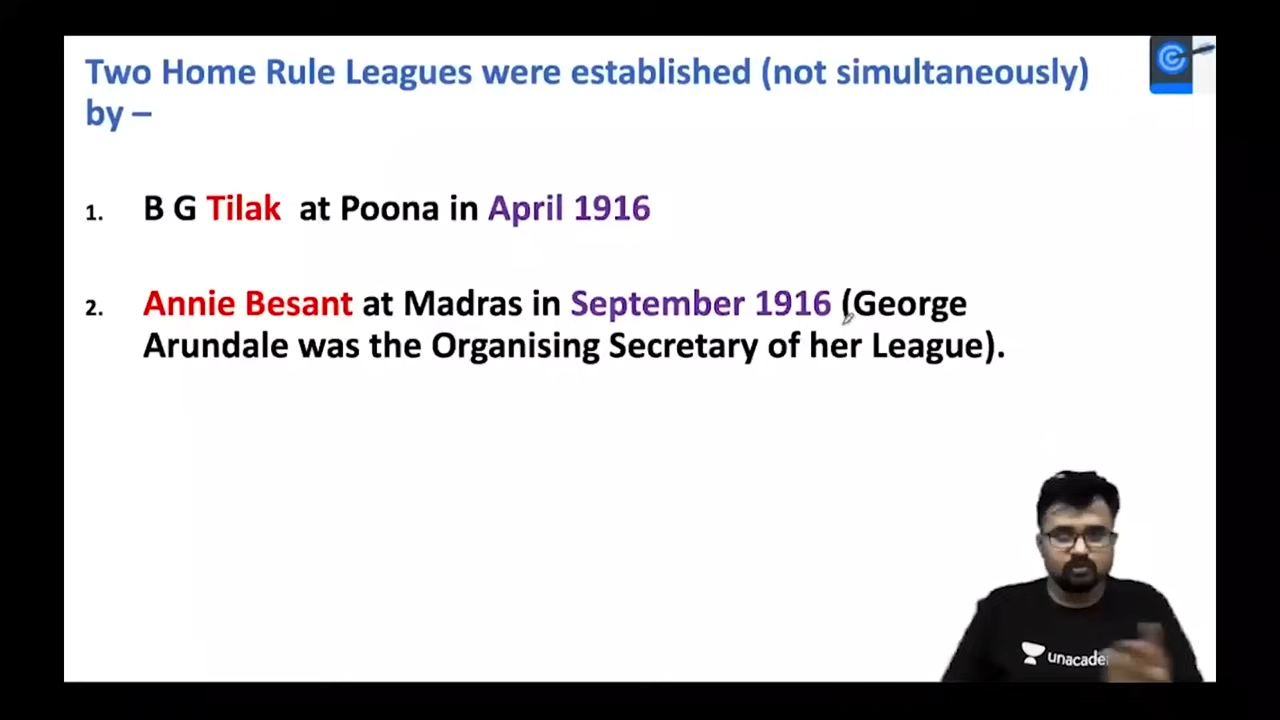 Two Home Rule Leagues were established (not simultaneously)
by –
1. B G Tilak at Poona in April 1916
2. Annie Besant at Madras in September 1916 (George
Arundale was the Organising Secretary of her League).